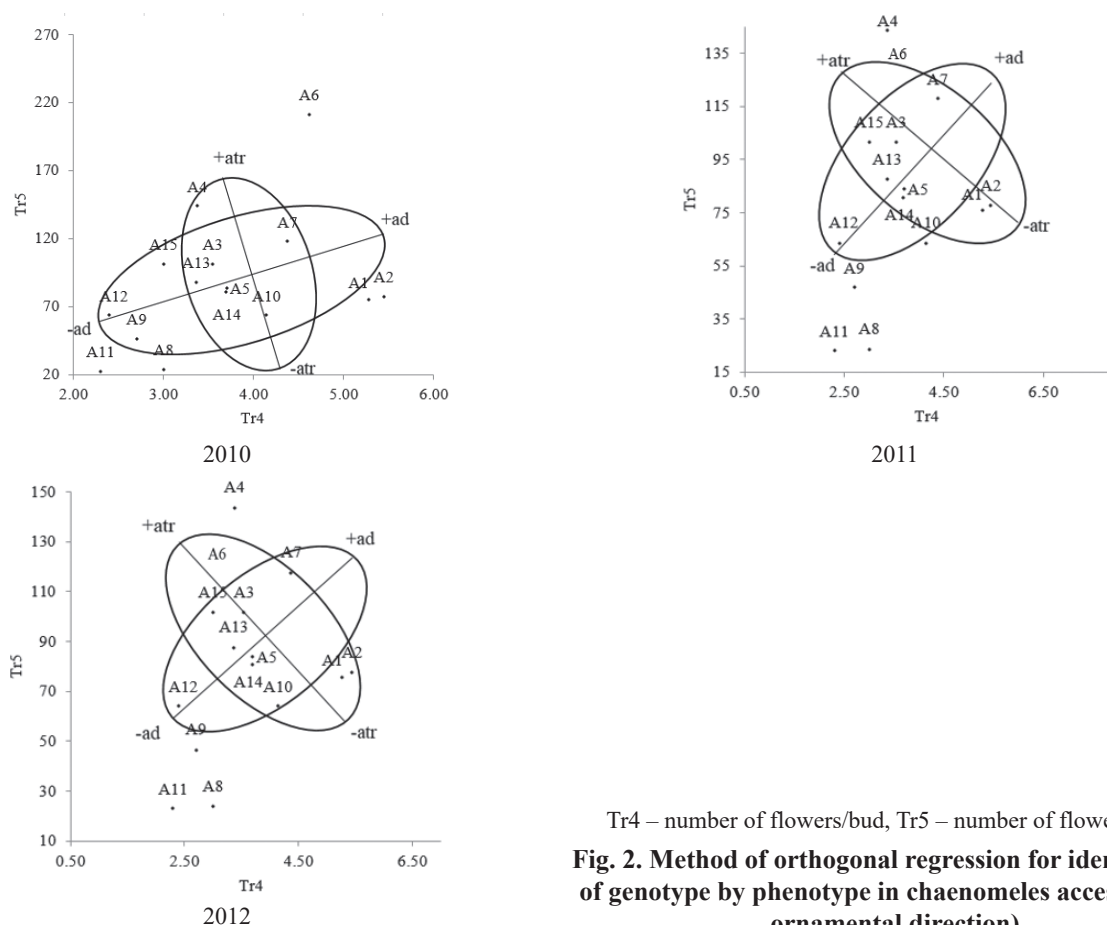 270
220
170
120
70
20
Tr5
A6
+atr
A4
A7
+ad
A15
A3
A13
A5
A1
A2
A12
A10
A9
A14
-ad
A11
A8
-atr
2.00 3.00 4.00 5.00 6.00
Tr4
2010
135
115
95
75
55
35
15
Tr5
A4
A6
+atr
+ad
A7
A15 A3
A13
A5
A1
A2
A12
A14
A10
-atr
-ad
A9
A11
A8
0.50 2.50 4.50 6.50
Tr4
2011
150
130
110
90
70
50
30
10
Tr5
A4
+atr
+ad
A6
A7
A15
A3
A13
A5
A1
A2
A12
A14
A10
-ad
A9
-atr
A11
A8
0.50 2.50 4.50 6.50
Tr4
2012
Tr4 – number of flowers/bud, Tr5 – number of flowe
Fig. 2. Method of orthogonal regression for iden
of genotype by phenotype in chaenomeles acces
ornamental direction)